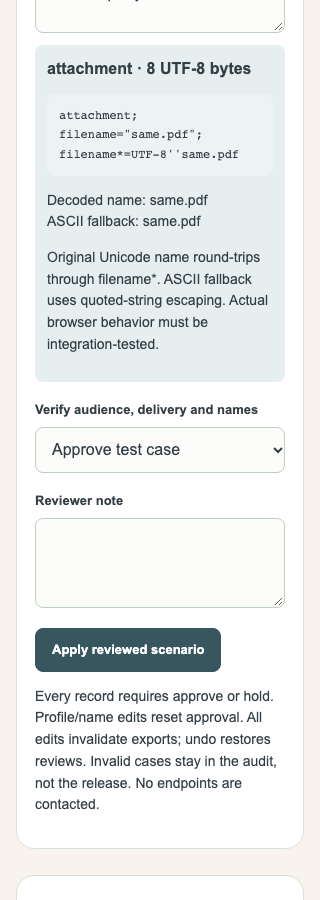 attachment · 8 UTF-8 bytes
attachment;
filename="same.pdf";
filename*=UTF-8''same.pdf
Decoded name: same.pdf
ASCII fallback: same.pdf
Original Unicode name round-trips
through filename*. ASCII fallback
uses quoted-string escaping. Actual
browser behavior must be
integration-tested.
Verify audience, delivery and names
Approve test case
Reviewer note
Apply reviewed scenario
Every record requires approve or hold.
Profile/name edits reset approval. All
edits invalidate exports; undo restores
reviews. Invalid cases stay in the audit,
not the release. No endpoints are
contacted.